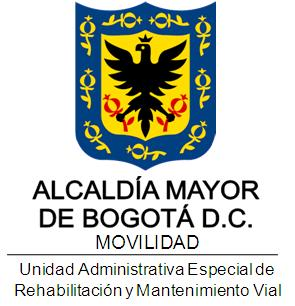 ALCALDÍA MAYOR
DE BOGOTÁ D.C.
MOVILIDAD
Unidad Administrativa Especial de
Rehabilitación y Mantenimiento Vial